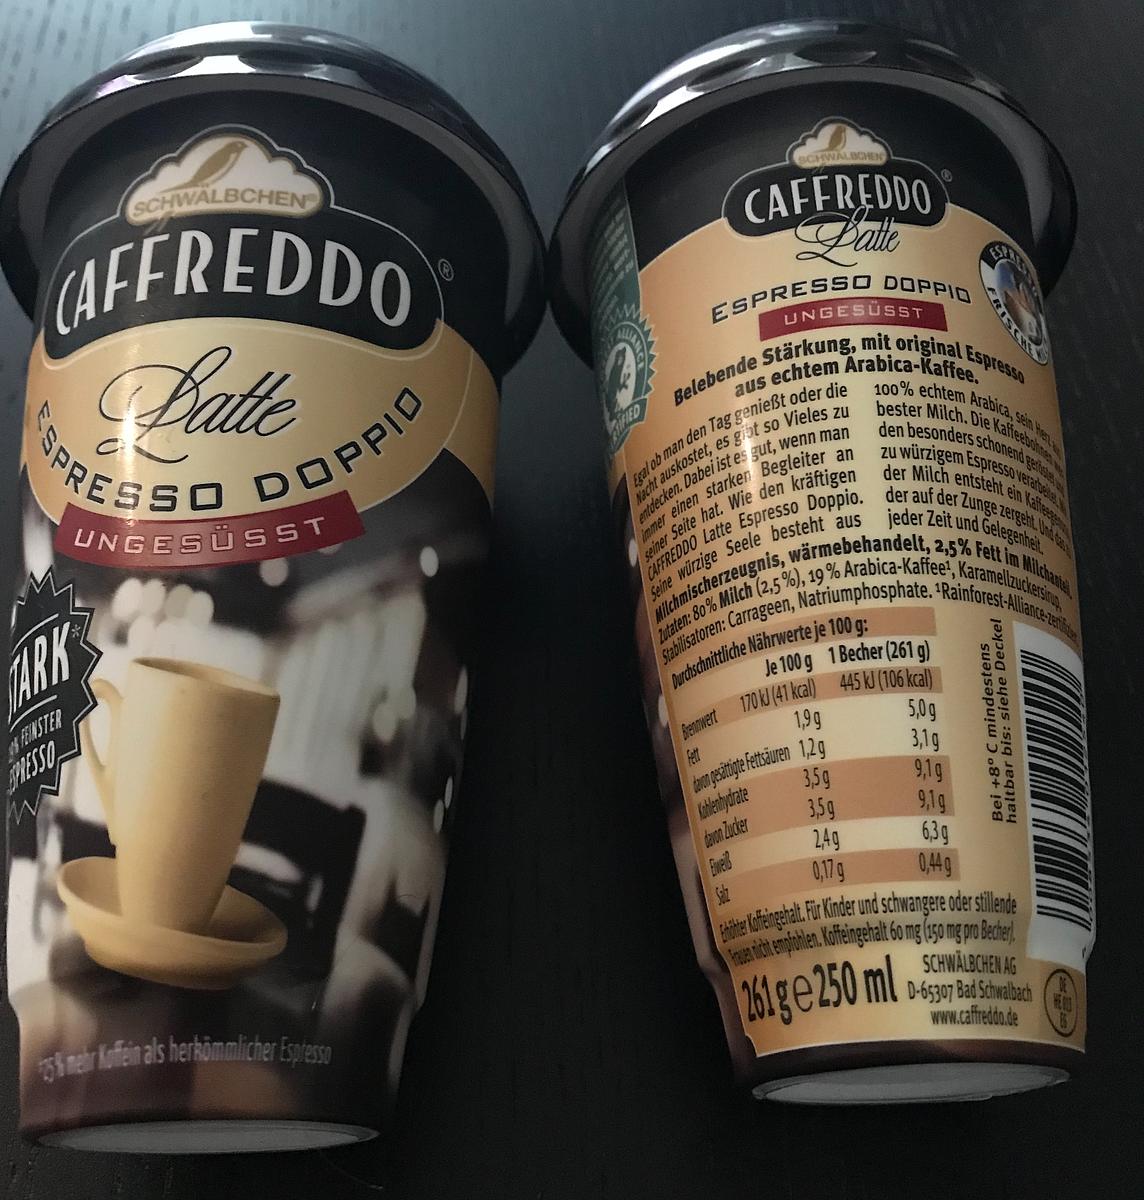 SCHWÄLBCHEN®
CAFFREDDO®
Latte
ESPRESSO DOPPIO
UNGESÜSST
FEINSTER
mehr Koffein als herkömmlicher Espresso
SCHWÄLBCHEN
CAFFREDDO®
Latte
ESPRESSO DOPPIO
UNGESÜSST
Belebende Stärkung, mit original Espresso
aus echtem Arabica-Kaffee.
Egal ob man den Tag genießt oder die
Nacht auskostet, es gibt so Vieles zu
entdecken. Dabei ist es gut, wenn man
immer einen starken Begleiter an
seiner Seite hat. Wie den kräftigen
CAFFREDDO Latte Espresso Doppio.
Seine würzige Seele besteht aus
100% echtem Arabica, sein Herz
bester Milch. Die Kaffeebohnen
den besonders schonend geröstet
zu würzigem Espresso verarbeitet
der Milch entsteht ein
der auf der Zunge zergeht. Und das
jeder Zeit und Gelegenheit.
Milchmischerzeugnis, wärmebehandelt, 2,5% Fett im Milchanteil.
Zutaten: 80% Milch (2,5%), 19% Arabica-Kaffee¹, Karamellzuckersirup,
Stabilisatoren: Carrageen, Natriumphosphate. ¹Rainforest-Alliance-zertifiziert
Durchschnittliche Nährwerte je 100 g:
Je 100 g 1 Becher (261 g)
Brennwert 170 kJ (41 kcal) 445 kJ (106 kcal)
Fett 1,9 g 5,0 g
davon gesättigte Fettsäuren 1,2 g 3,1 g
Kohlenhydrate 3,5 g 9,1 g
davon Zucker 3,5 g 9,1 g
Eiweiß 2,4 g 6,3 g
Salz 0,17 g 0,44 g
Bei +8° C mindestens
haltbar bis: siehe Deckel
Erhöhter Koffeingehalt. Für Kinder und schwangere oder stillende
Frauen nicht empfohlen. Koffeingehalt 60 mg (150 mg pro Becher).
261 g e 250 ml
SCHWÄLBCHEN AG
D-65307 Bad Schwalbach
www.caffreddo.de
DE
HE 013
EG